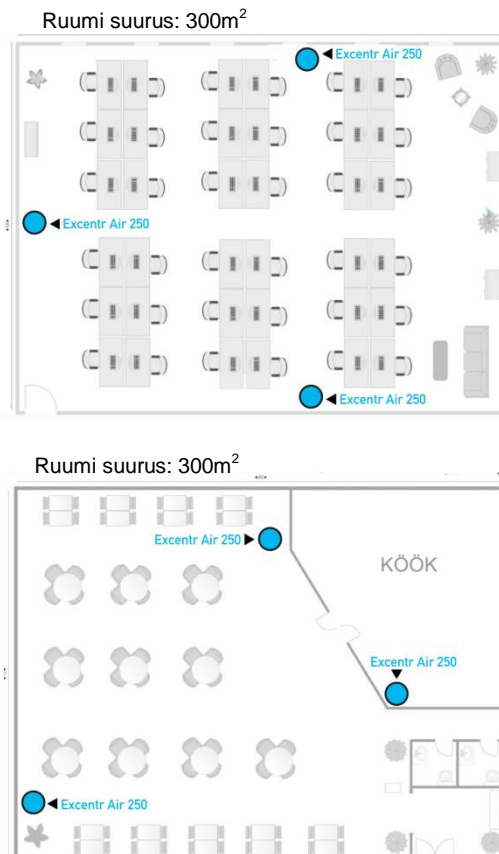 Ruumi suurus: 300m²
◄ Excentr Air 250
◄ Excentr Air 250
◄ Excentr Air 250
Ruumi suurus: 300m²
Excentr Air 250 ►
KÖÖK
Excentr Air 250
▼
◄ Excentr Air 250